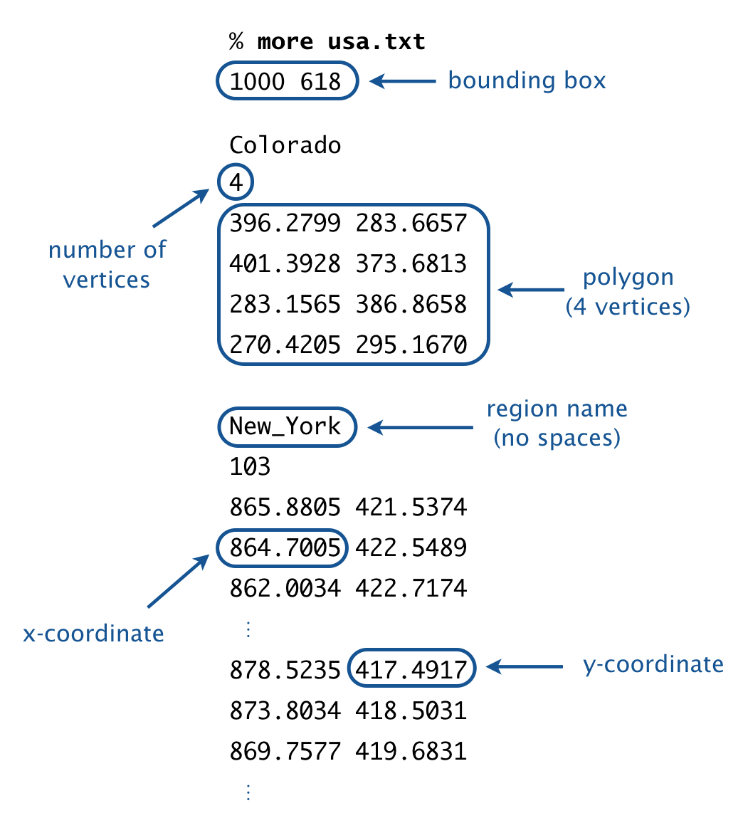 % more usa.txt
1000 618
bounding box
Colorado
4
number of
vertices
396.2799 283.6657
401.3928 373.6813
283.1565 386.8658
270.4205 295.1670
polygon
(4 vertices)
New_York
region name
(no spaces)
103
865.8805 421.5374
864.7005 422.5489
x-coordinate
862.0034 422.7174
⋮
878.5235 417.4917
y-coordinate
873.8034 418.5031
869.7577 419.6831
⋮